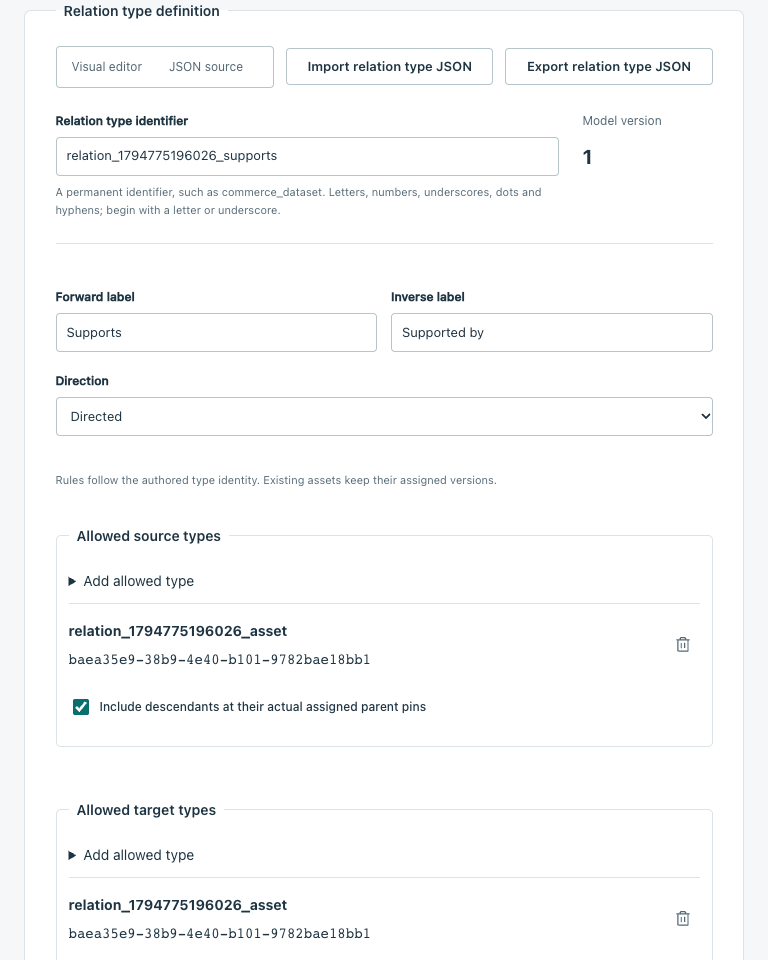 Relation type definition
Visual editor
JSON source
Import relation type JSON
Export relation type JSON
Relation type identifier
Model version
relation_1794775196026_supports
1
A permanent identifier, such as commerce_dataset. Letters, numbers, underscores, dots and
hyphens; begin with a letter or underscore.
Forward label
Inverse label
Supports
Supported by
Direction
Directed
Rules follow the authored type identity. Existing assets keep their assigned versions.
Allowed source types
Add allowed type
relation_1794775196026_asset
baea35e9-38b9-4e40-b101-9782bae18bb1
Include descendants at their actual assigned parent pins
Allowed target types
Add allowed type
relation_1794775196026_asset
baea35e9-38b9-4e40-b101-9782bae18bb1